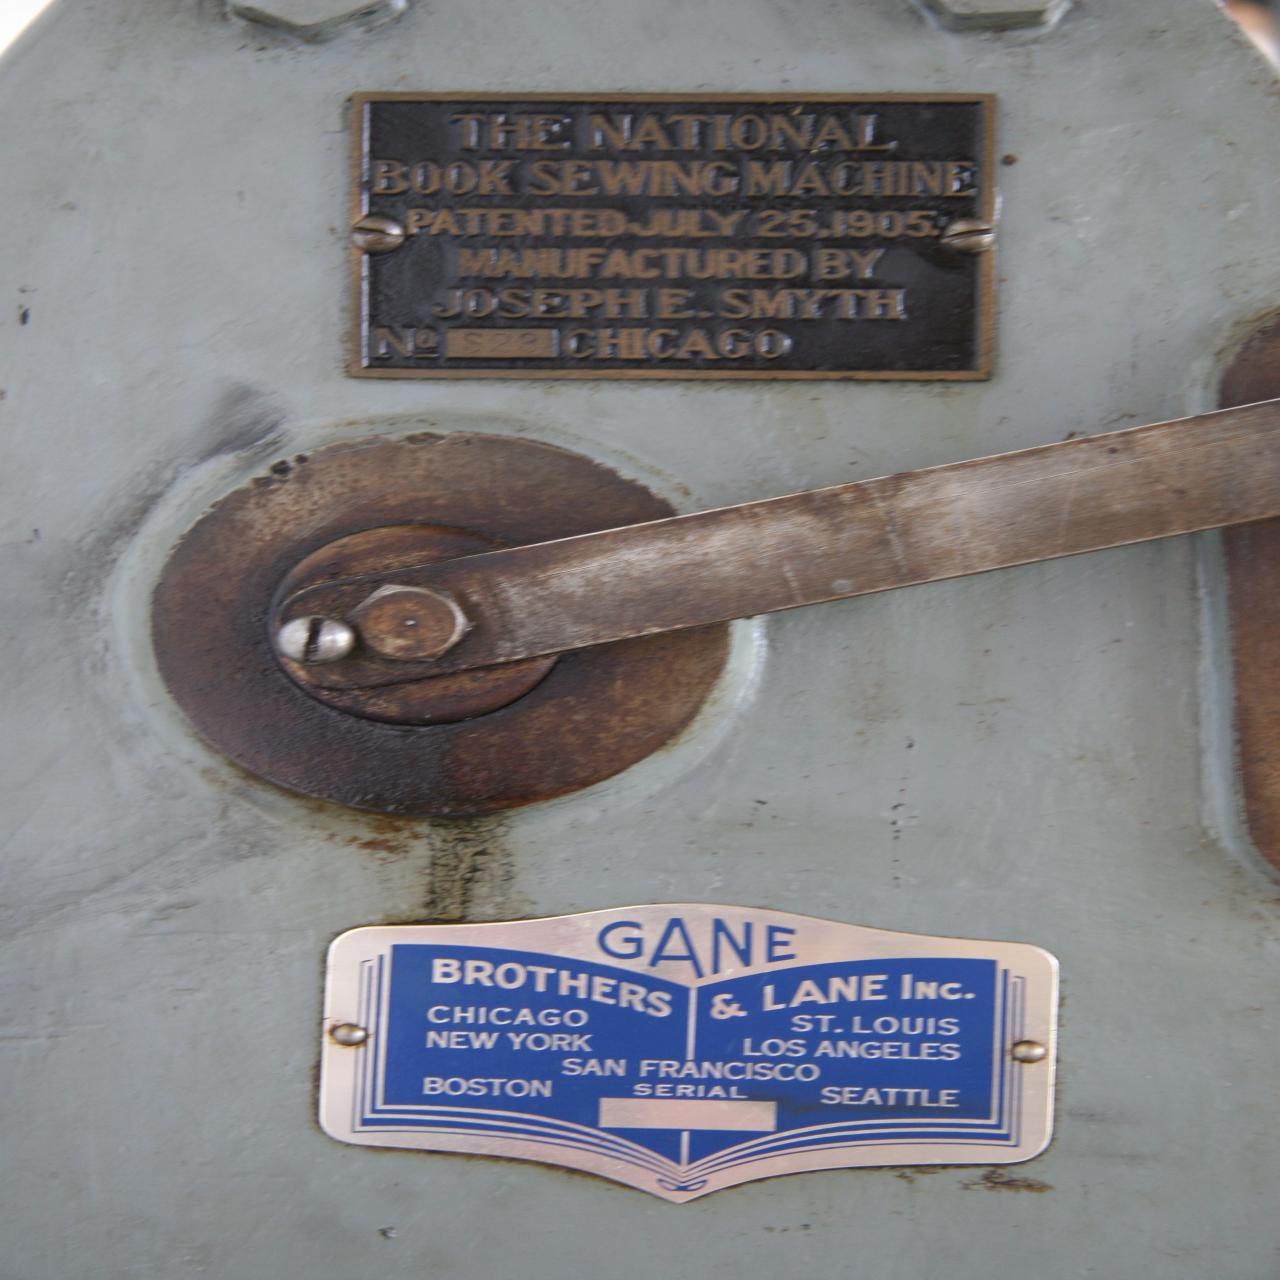 THE NATIONAL
BOOK SEWING MACHINE
PATENTED JULY 25, 1905.
MANUFACTURED BY
JOSEPH E. SMYTH
No CHICAGO
GANE
BROTHERS & LANE INC.
CHICAGO ST. LOUIS
NEW YORK LOS ANGELES
SAN FRANCISCO
BOSTON SERIAL SEATTLE